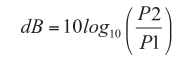 dB = 10log₁₀(P2/P1)